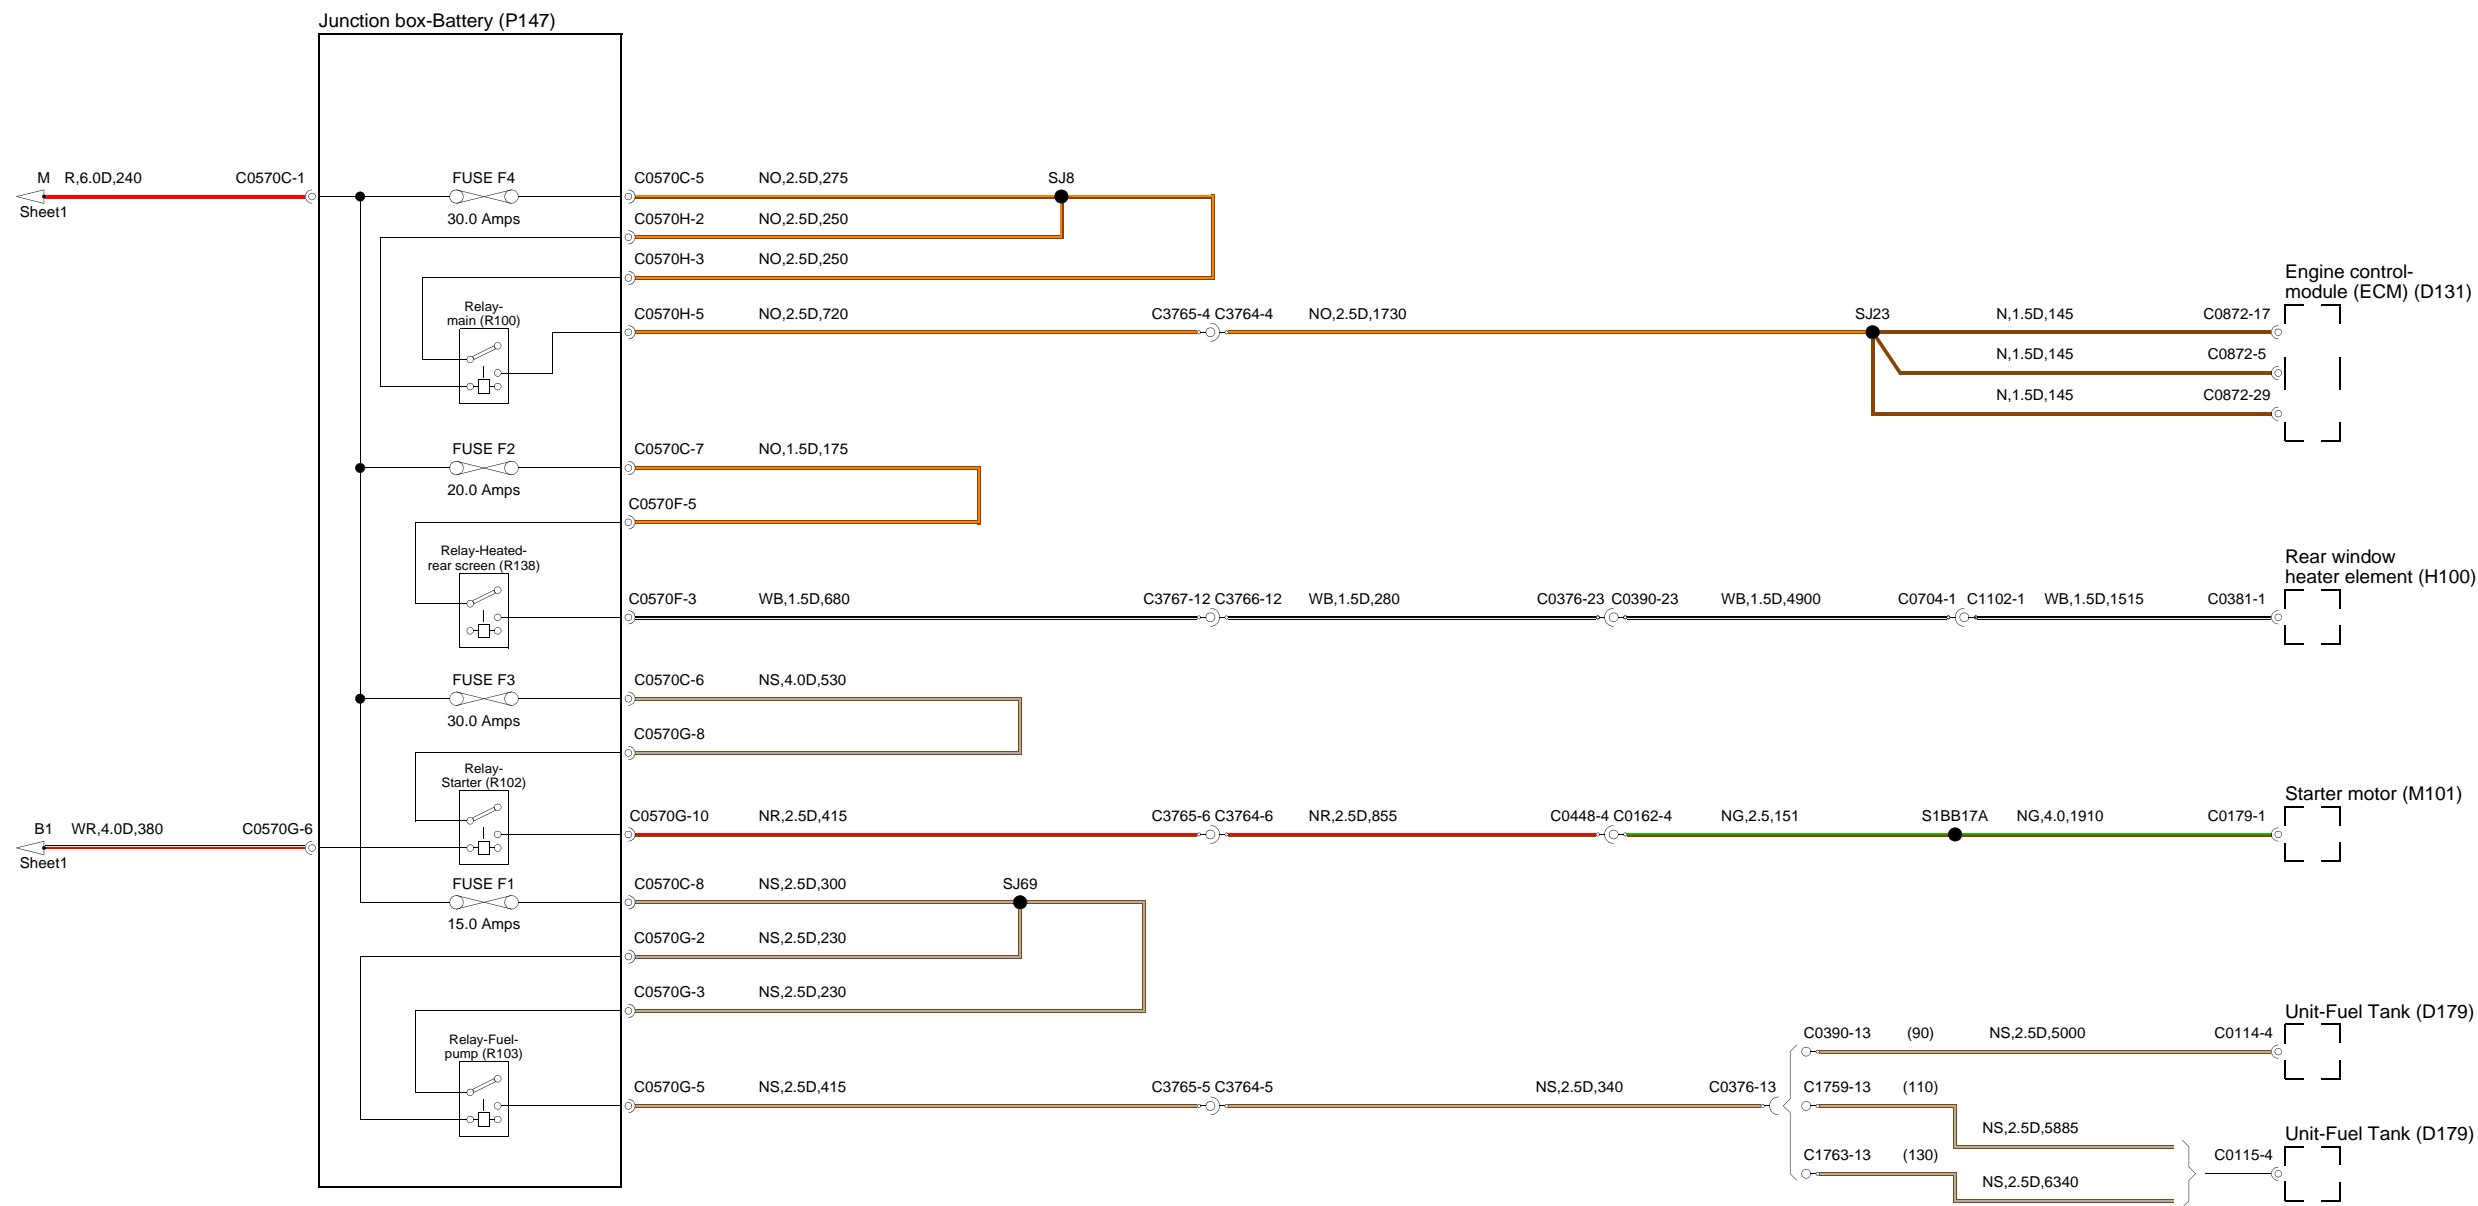 Junction box-Battery (P147)
M R,6.0D,240 C0570C-1
Sheet1
FUSE F4
30.0 Amps
C0570C-5 NO,2.5D,275 SJ8
C0570H-2 NO,2.5D,250
C0570H-3 NO,2.5D,250
Relay-
main (R100)
C0570H-5 NO,2.5D,720 C3765-4 C3764-4 NO,2.5D,1730 SJ23 N,1.5D,145 C0872-17
Engine control-
module (ECM) (D131)
N,1.5D,145 C0872-5
N,1.5D,145 C0872-29
FUSE F2
20.0 Amps
C0570C-7 NO,1.5D,175
C0570F-5
Relay-Heated-
rear screen (R138)
C0570F-3 WB,1.5D,680 C3767-12 C3766-12 WB,1.5D,280 C0376-23 C0390-23 WB,1.5D,4900 C0704-1 C1102-1 WB,1.5D,1515 C0381-1
Rear window
heater element (H100)
FUSE F3
30.0 Amps
C0570C-6 NS,4.0D,530
C0570G-8
Relay-
Starter (R102)
B1 WR,4.0D,380 C0570G-6
Sheet1
C0570G-10 NR,2.5D,415 C3765-6 C3764-6 NR,2.5D,855 C0448-4 C0162-4 NG,2.5,151 S1BB17A NG,4.0,1910 C0179-1
Starter motor (M101)
FUSE F1
15.0 Amps
C0570C-8 NS,2.5D,300 SJ69
C0570G-2 NS,2.5D,230
C0570G-3 NS,2.5D,230
Relay-Fuel-
pump (R103)
C0570G-5 NS,2.5D,415 C3765-5 C3764-5 NS,2.5D,340 C0376-13
Unit-Fuel Tank (D179)
C0390-13 (90) NS,2.5D,5000 C0114-4
C1759-13 (110)
NS,2.5D,5885
Unit-Fuel Tank (D179)
C1763-13 (130) C0115-4
NS,2.5D,6340